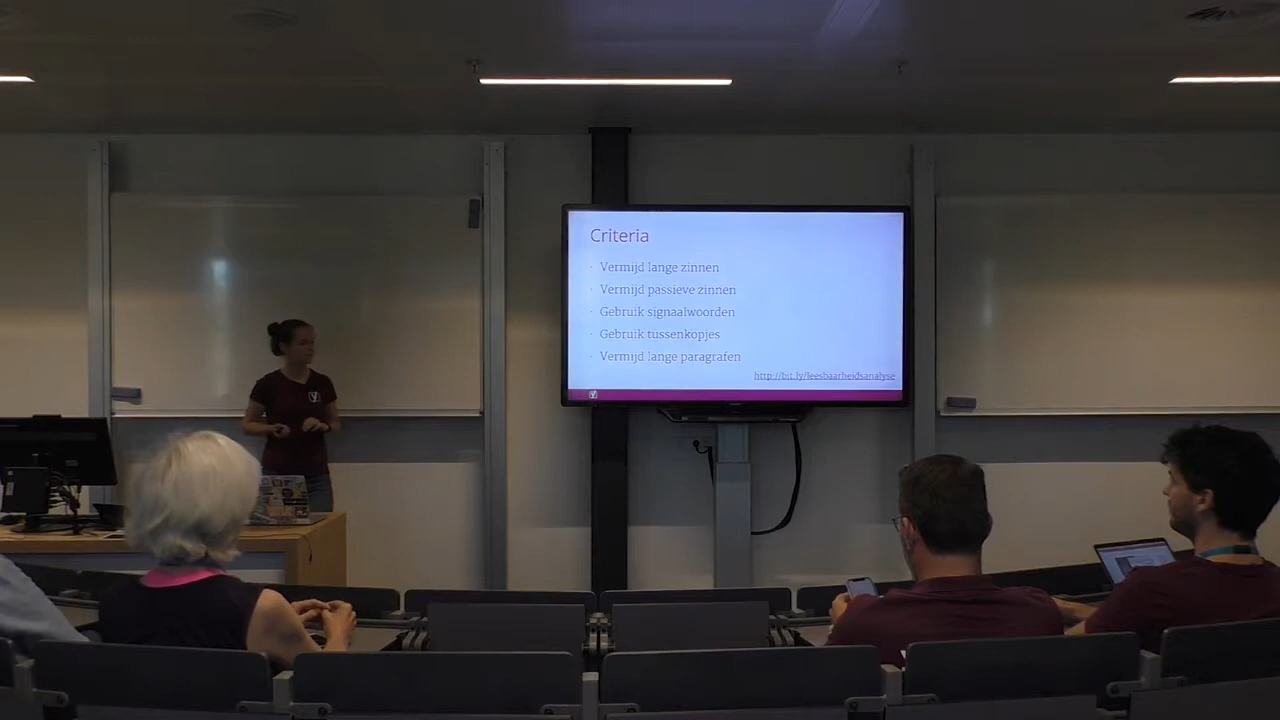 Criteria
· Vermijd lange zinnen
· Vermijd passieve zinnen
· Gebruik signaalwoorden
· Gebruik tussenkopjes
· Vermijd lange paragrafen
http://bit.ly/leesbaarheidsanalyse